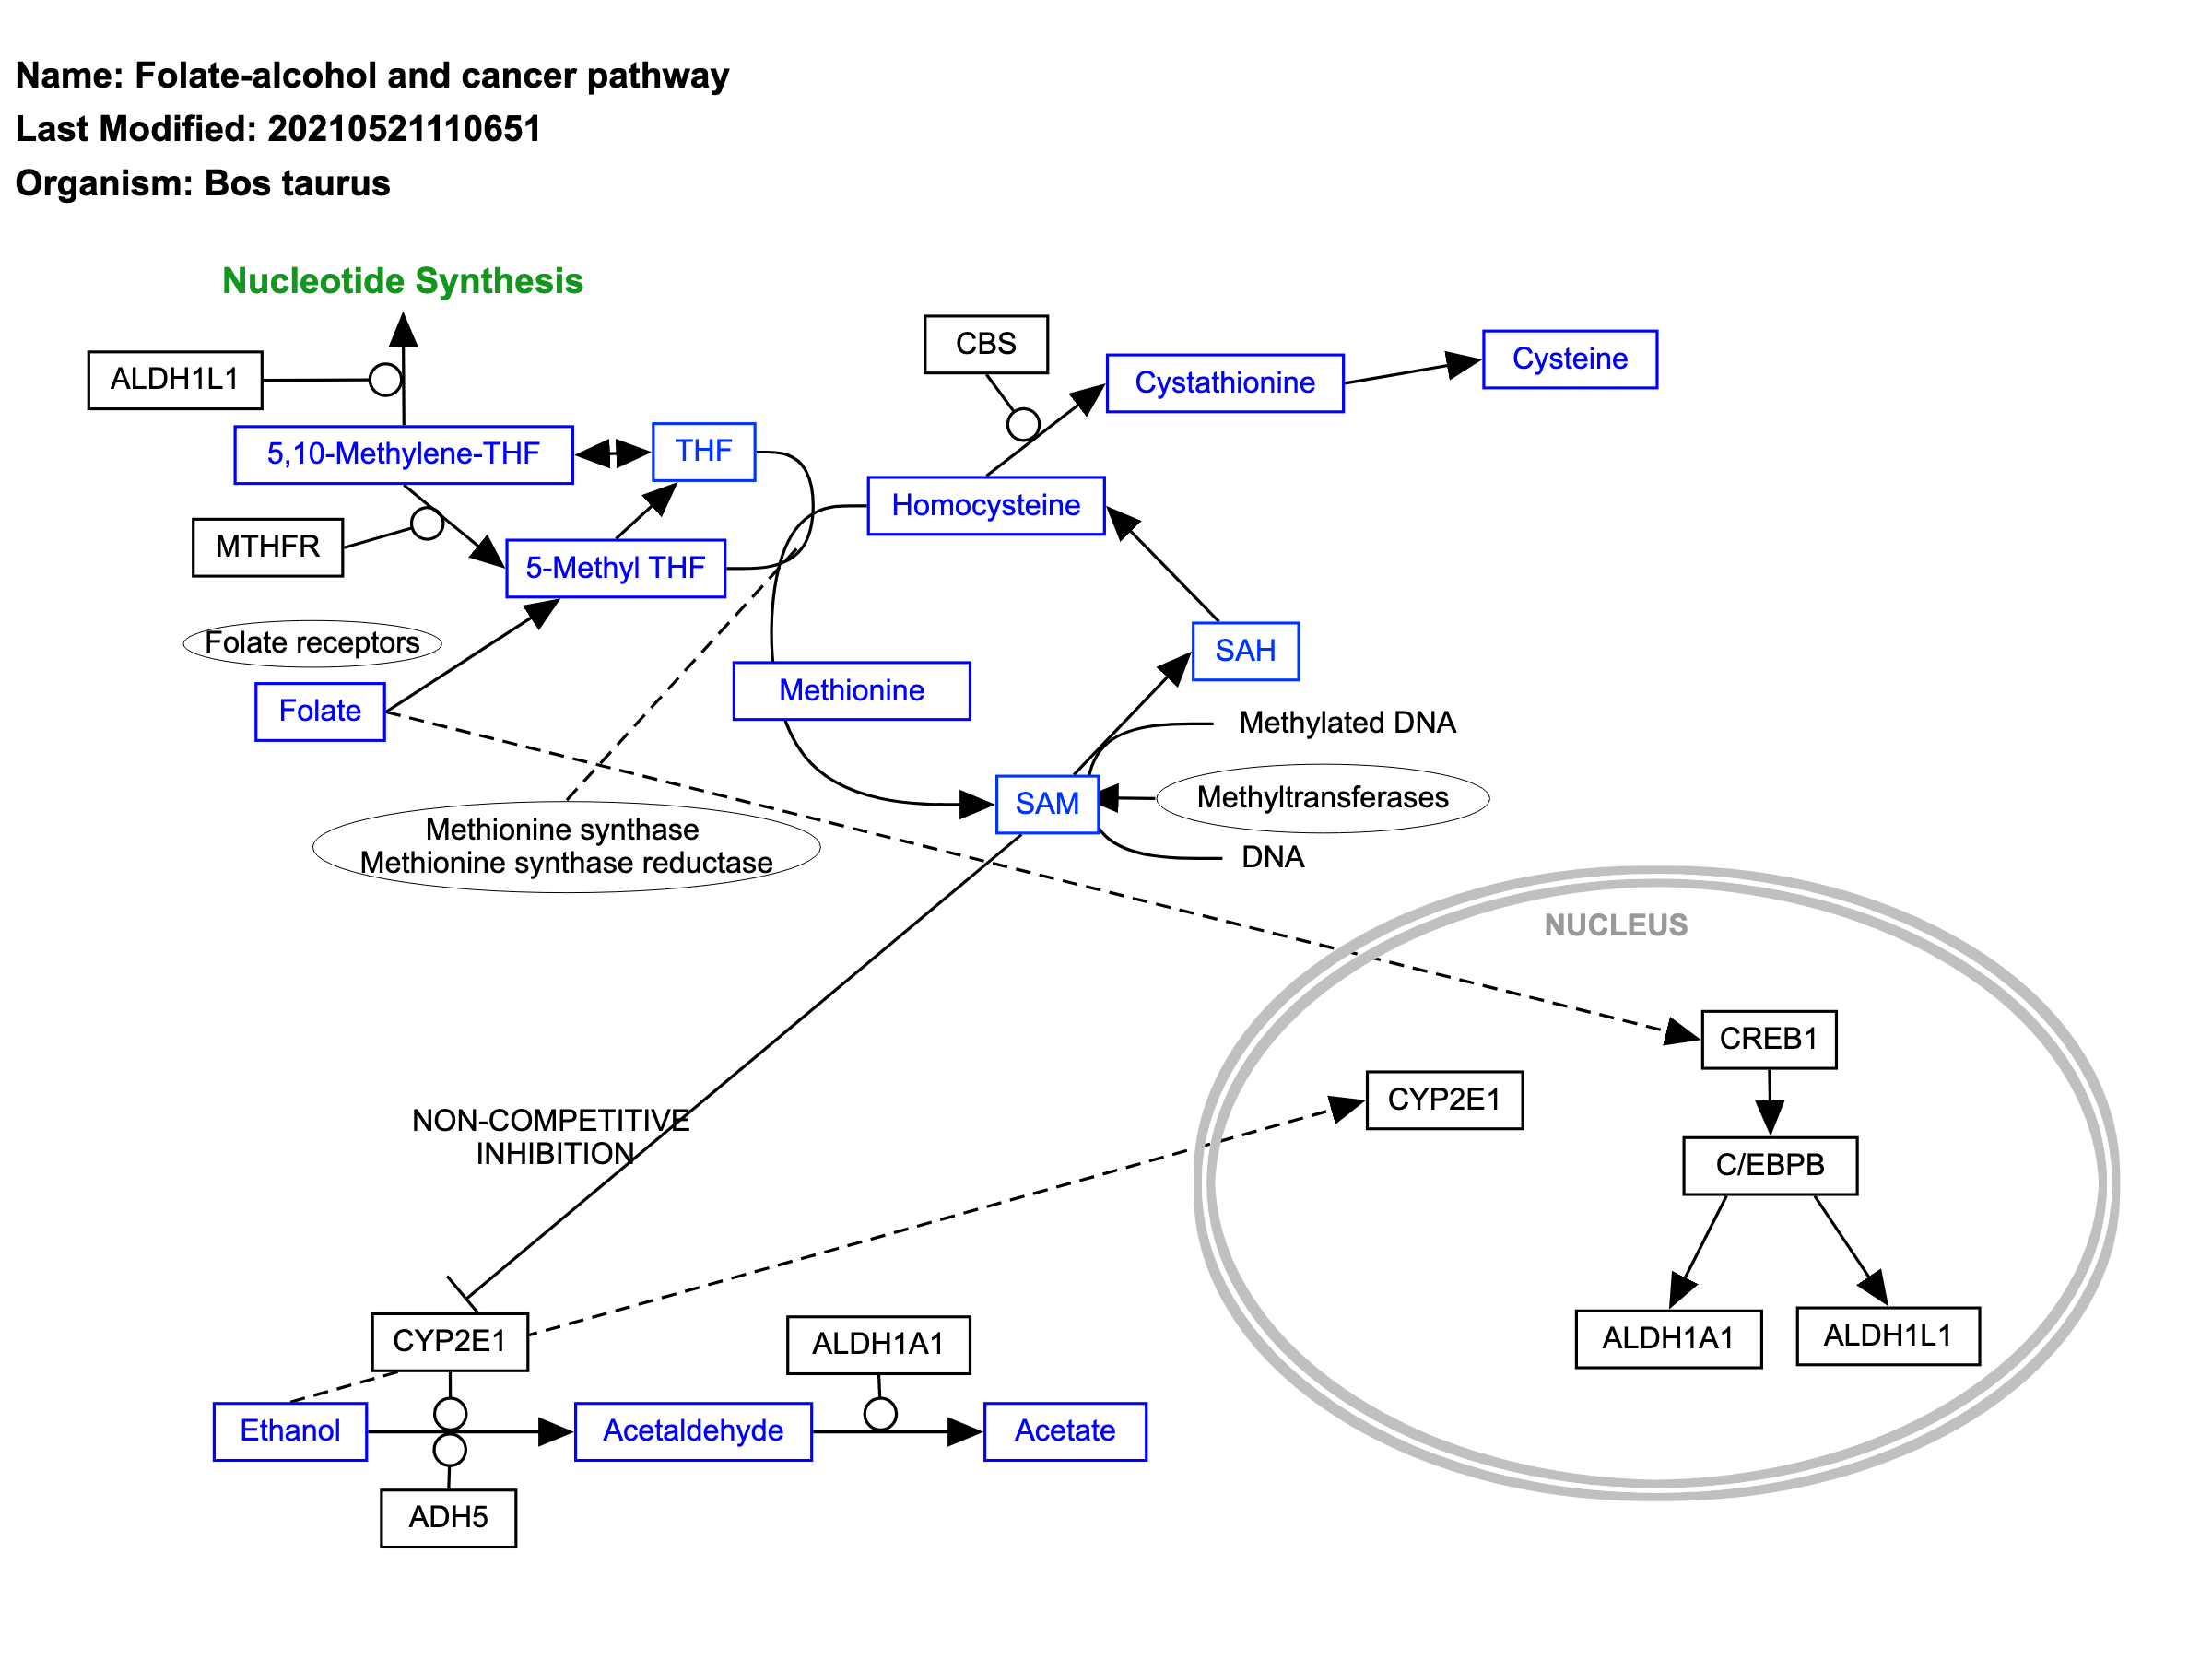 Name: Folate-alcohol and cancer pathway
Last Modified: 20210521110651
Organism: Bos taurus
Nucleotide Synthesis
CBS
Cystathionine
Cysteine
ALDH1L1
5,10-Methylene-THF
THF
Homocysteine
MTHFR
5-Methyl THF
Folate receptors
SAH
Folate
Methionine
Methylated DNA
SAM
Methyltransferases
Methionine synthase
Methionine synthase reductase
DNA
NUCLEUS
CREB1
CYP2E1
NON-COMPETITIVE
INHIBITION
C/EBPB
CYP2E1
ALDH1A1
ALDH1A1
ALDH1L1
Ethanol
Acetaldehyde
Acetate
ADH5